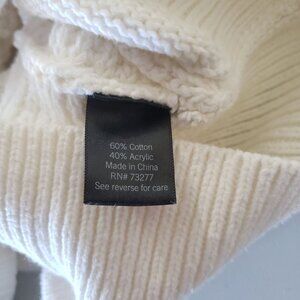 60% Cotton
40% Acrylic
Made in China
RN# 73277
See reverse for care